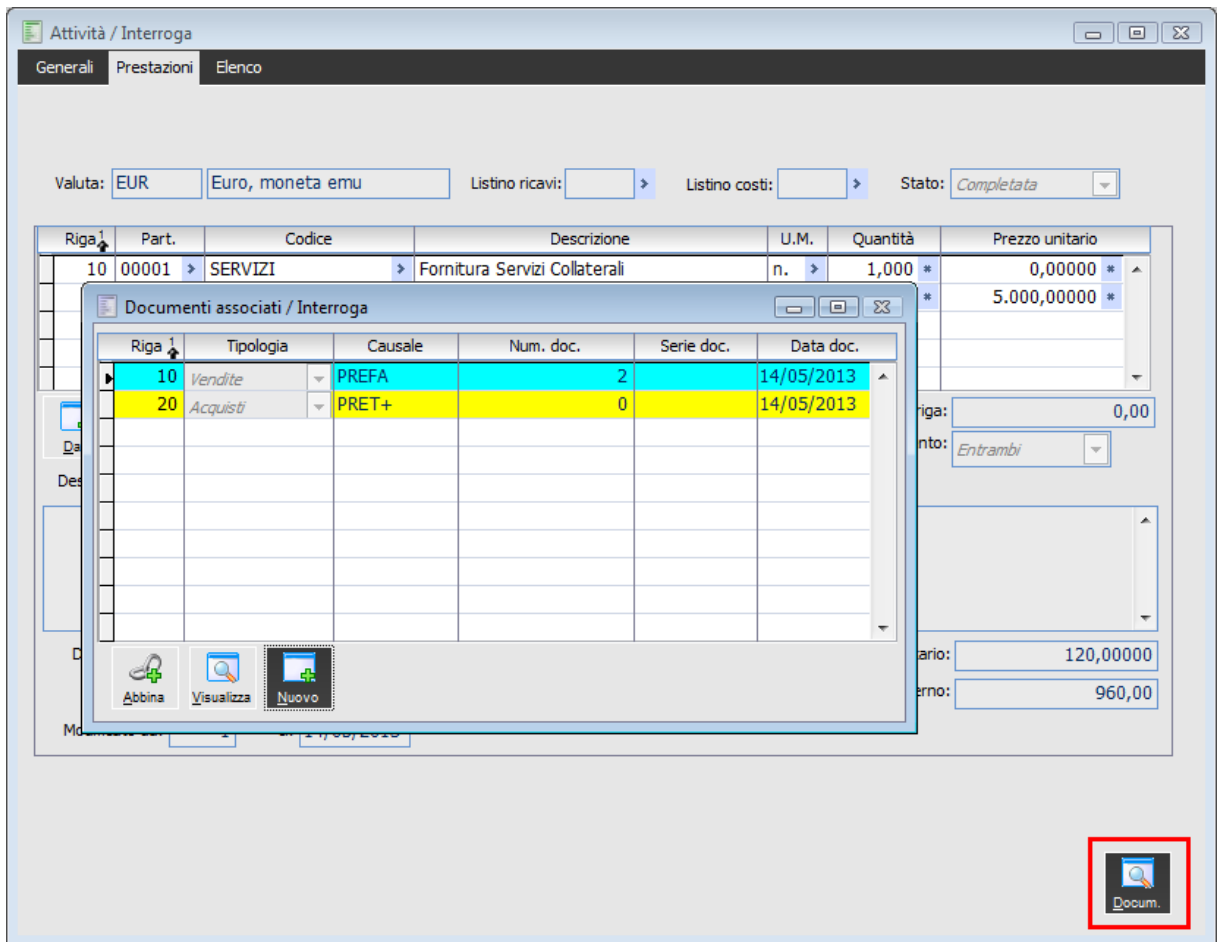 Attività / Interroga
Generali Prestazioni Elenco
Valuta: EUR Euro, moneta emu Listino ricavi: Listino costi: Stato: Completata
Riga 1 Part. Codice Descrizione U.M. Quantità Prezzo unitario
10 00001 SERVIZI Fornitura Servizi Collaterali n. 1,000 0,00000
5.000,00000
Documenti associati / Interroga
Riga 1 Tipologia Causale Num. doc. Serie doc. Data doc.
10 Vendite PREFA 2 14/05/2013
20 Acquisti PRET+ 0 14/05/2013
riga: 0,00
Entrambi
Abbina Visualizza Nuovo
120,00000
960,00
Docum.